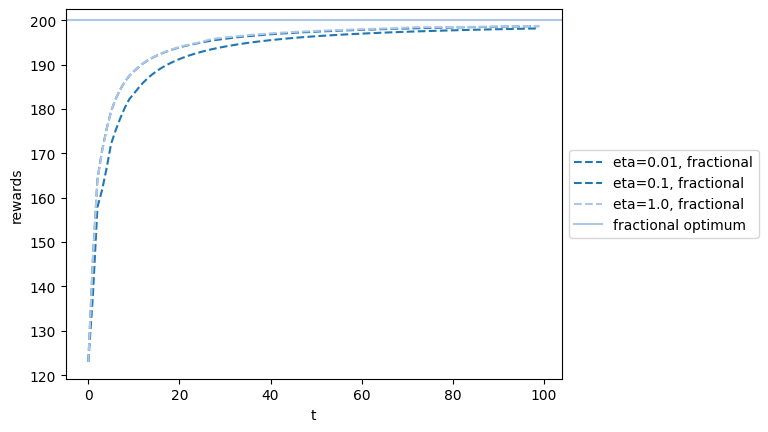 200
190
180
170
160
150
140
130
120
rewards
0
20
40
60
80
100
t
eta=0.01, fractional
eta=0.1, fractional
eta=1.0, fractional
fractional optimum